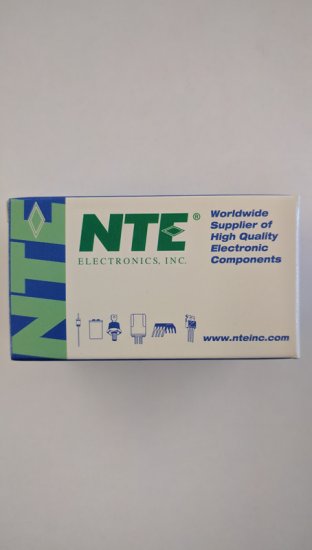 NTE
NTE®
ELECTRONICS, INC.
Worldwide
Supplier of
High Quality
Electronic
Components
www.nteinc.com